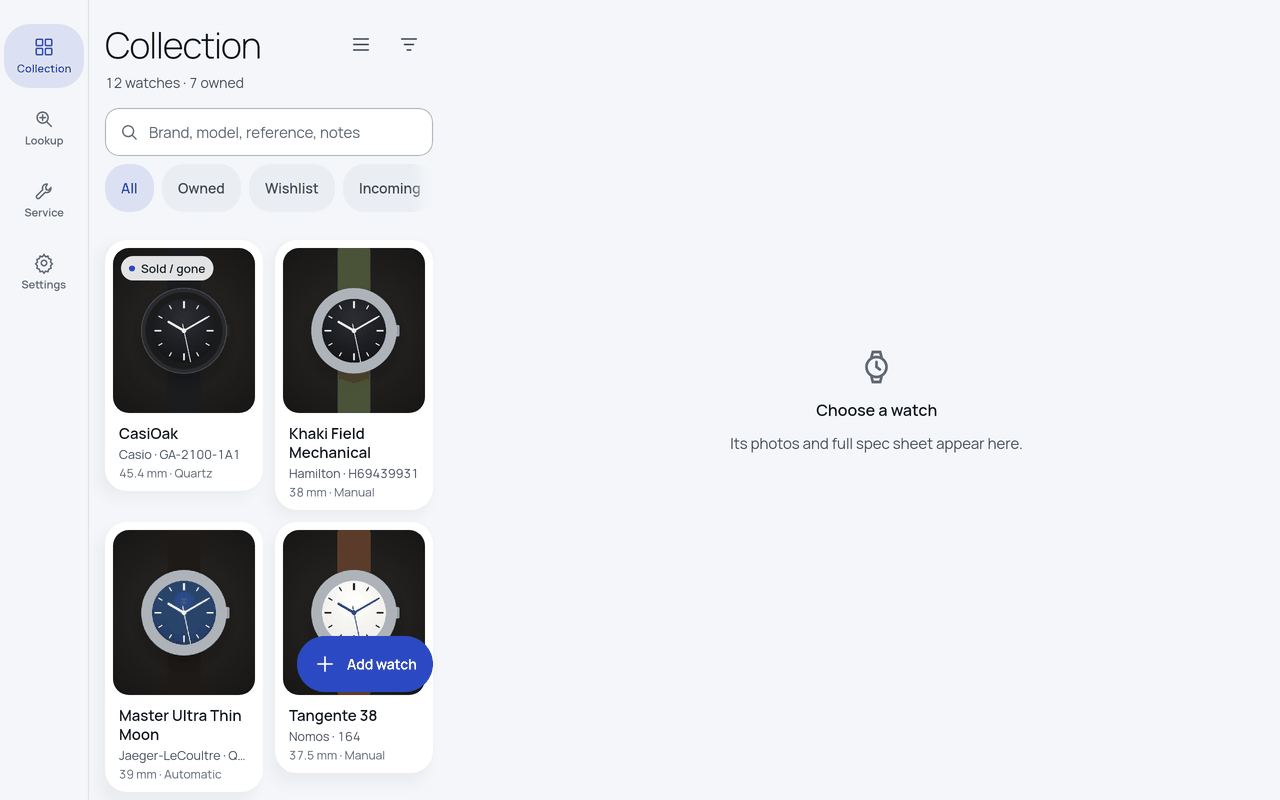 Collection
Lookup
Service
Settings
Collection
12 watches · 7 owned
Brand, model, reference, notes
All
Owned
Wishlist
Incoming
Sold / gone
CasiOak
Casio · GA-2100-1A1
45.4 mm · Quartz
Khaki Field
Mechanical
Hamilton · H69439931
38 mm · Manual
Master Ultra Thin
Moon
Jaeger-LeCoultre · Q…
39 mm · Automatic
Tangente 38
Nomos · 164
37.5 mm · Manual
Add watch
Choose a watch
Its photos and full spec sheet appear here.